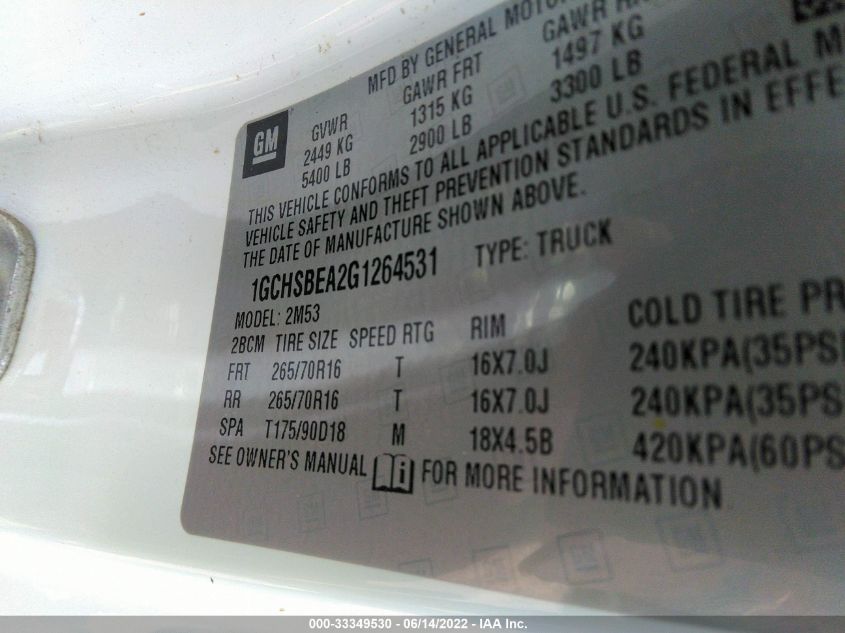 MFD BY GENERAL MOTOR
GM
GVWR GAWR FRT GAWR
2449 KG 1315 KG 1497 KG
5400 LB 2900 LB 3300 LB
THIS VEHICLE CONFORMS TO ALL APPLICABLE U.S. FEDERAL M
VEHICLE SAFETY AND THEFT PREVENTION STANDARDS IN EFFE
THE DATE OF MANUFACTURE SHOWN ABOVE.
1GCHSBEA2G1264531 TYPE: TRUCK
MODEL: 2M53
2BCM TIRE SIZE SPEED RTG RIM COLD TIRE PR
FRT 265/70R16 T 16X7.0J 240KPA(35PSI
RR 265/70R16 T 16X7.0J 240KPA(35PS
SPA T175/90D18 M 18X4.5B 420KPA(60PS
SEE OWNER'S MANUAL i FOR MORE INFORMATION
000-33349530 - 06/14/2022 - IAA Inc.